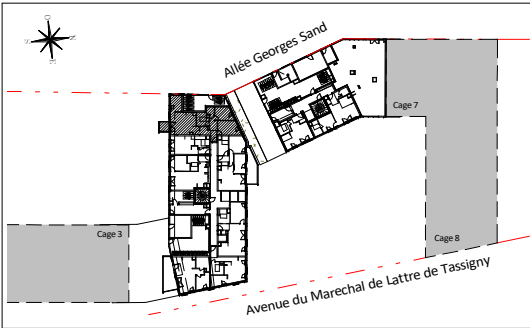 O
N
S
E
Allée Georges Sand
Cage 7
Cage 3
Cage 8
Avenue du Marechal de Lattre de Tassigny